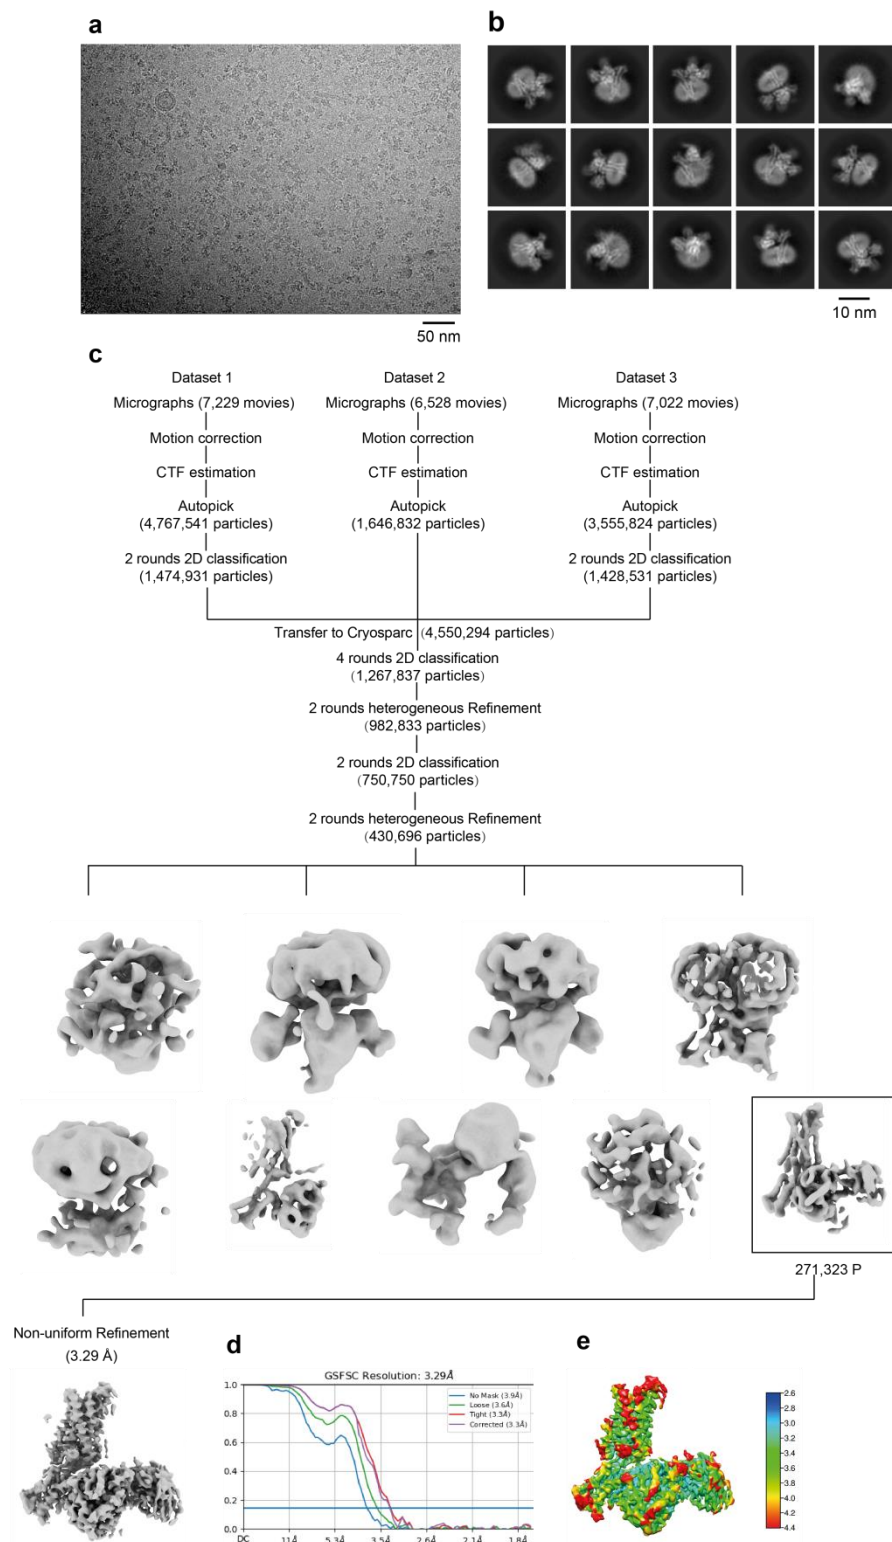 a
b
50 nm
10 nm
c
Dataset 1
Dataset 2
Dataset 3
Micrographs (7,229 movies)
Micrographs (6,528 movies)
Micrographs (7,022 movies)
Motion correction
Motion correction
Motion correction
CTF estimation
CTF estimation
CTF estimation
Autopick
(4,767,541 particles)
Autopick
(1,646,832 particles)
Autopick
(3,555,824 particles)
2 rounds 2D classification
(1,474,931 particles)
2 rounds 2D classification
(1,428,531 particles)
Transfer to Cryosparc (4,550,294 particles)
4 rounds 2D classification
(1,267,837 particles)
2 rounds heterogeneous Refinement
(982,833 particles)
2 rounds 2D classification
(750,750 particles)
2 rounds heterogeneous Refinement
(430,696 particles)
271,323 P
Non-uniform Refinement
(3.29 Å)
d
GSFSC Resolution: 3.29Å
1.0
0.8
0.6
0.4
0.2
0.0
No Mask (3.9Å)
Loose (3.6Å)
Tight (3.3Å)
Corrected (3.3Å)
DC
11Å
5.3Å
3.5Å
2.6Å
2.1Å
1.8Å
e
2.6
2.8
3.0
3.2
3.4
3.6
3.8
4.0
4.2
4.4